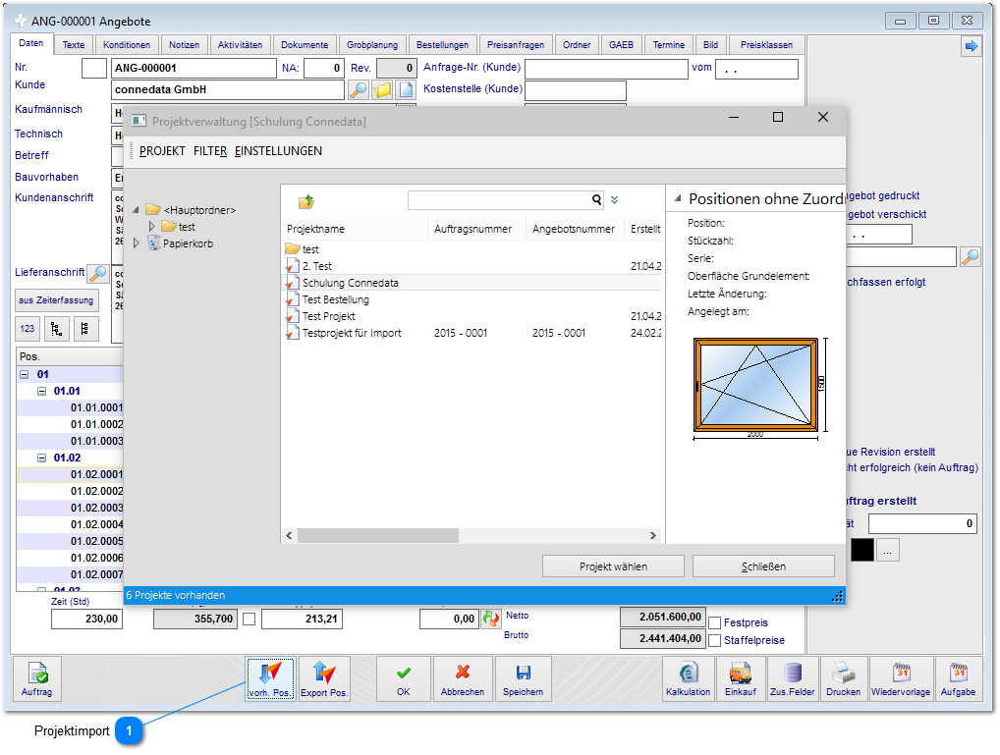 ANG-000001 Angebote
Daten Texte Konditionen Notizen Aktivitäten Dokumente Grobplanung Bestellungen Preisanfragen Ordner GAEB Termine Bild Preisklassen
Nr. ANG-000001 NA: 0 Rev. 0 Anfrage-Nr. (Kunde) vom . .
Kunde connedata GmbH Kostenstelle (Kunde)
Kaufmännisch
Technisch
Betreff
Bauvorhaben
Kundenanschrift
Lieferanschrift
aus Zeiterfassung
123
Pos.
01
01.01
01.01.0001
01.01.0002
01.01.0003
01.02
01.02.0001
01.02.0002
01.02.0003
01.02.0004
01.02.0005
01.02.0006
01.02.0007
Projektverwaltung [Schulung Connedata]
PROJEKT FILTER EINSTELLUNGEN
<Hauptordner>
test
Papierkorb
Projektname Auftragsnummer Angebotsnummer Erstellt
test
2. Test 21.04.2
Schulung Connedata
Test Bestellung
Test Projekt 21.04.2
Testprojekt für Import 2015 - 0001 2015 - 0001 24.02.2
Positionen ohne Zuord
Position:
Stückzahl:
Serie:
Oberfläche Grundelement:
Letzte Änderung:
Angelegt am:
1500
2000
Projekt wählen Schließen
6 Projekte vorhanden
gebot gedruckt
gebot verschickt
. .
chfassen erfolgt
ue Revision erstellt
cht erfolgreich (kein Auftrag)
uftrag erstellt
ät 0
...
Zeit (Std)
230,00 355,700 213,21 0,00 Netto 2.051.600,00 Festpreis
Brutto 2.441.404,00 Staffelpreise
Auftrag vorh. Pos. Export Pos. OK Abbrechen Speichern Kalkulation Einkauf Zus.Felder Drucken Wiedervorlage Aufgabe
31 31
Projektimport 1